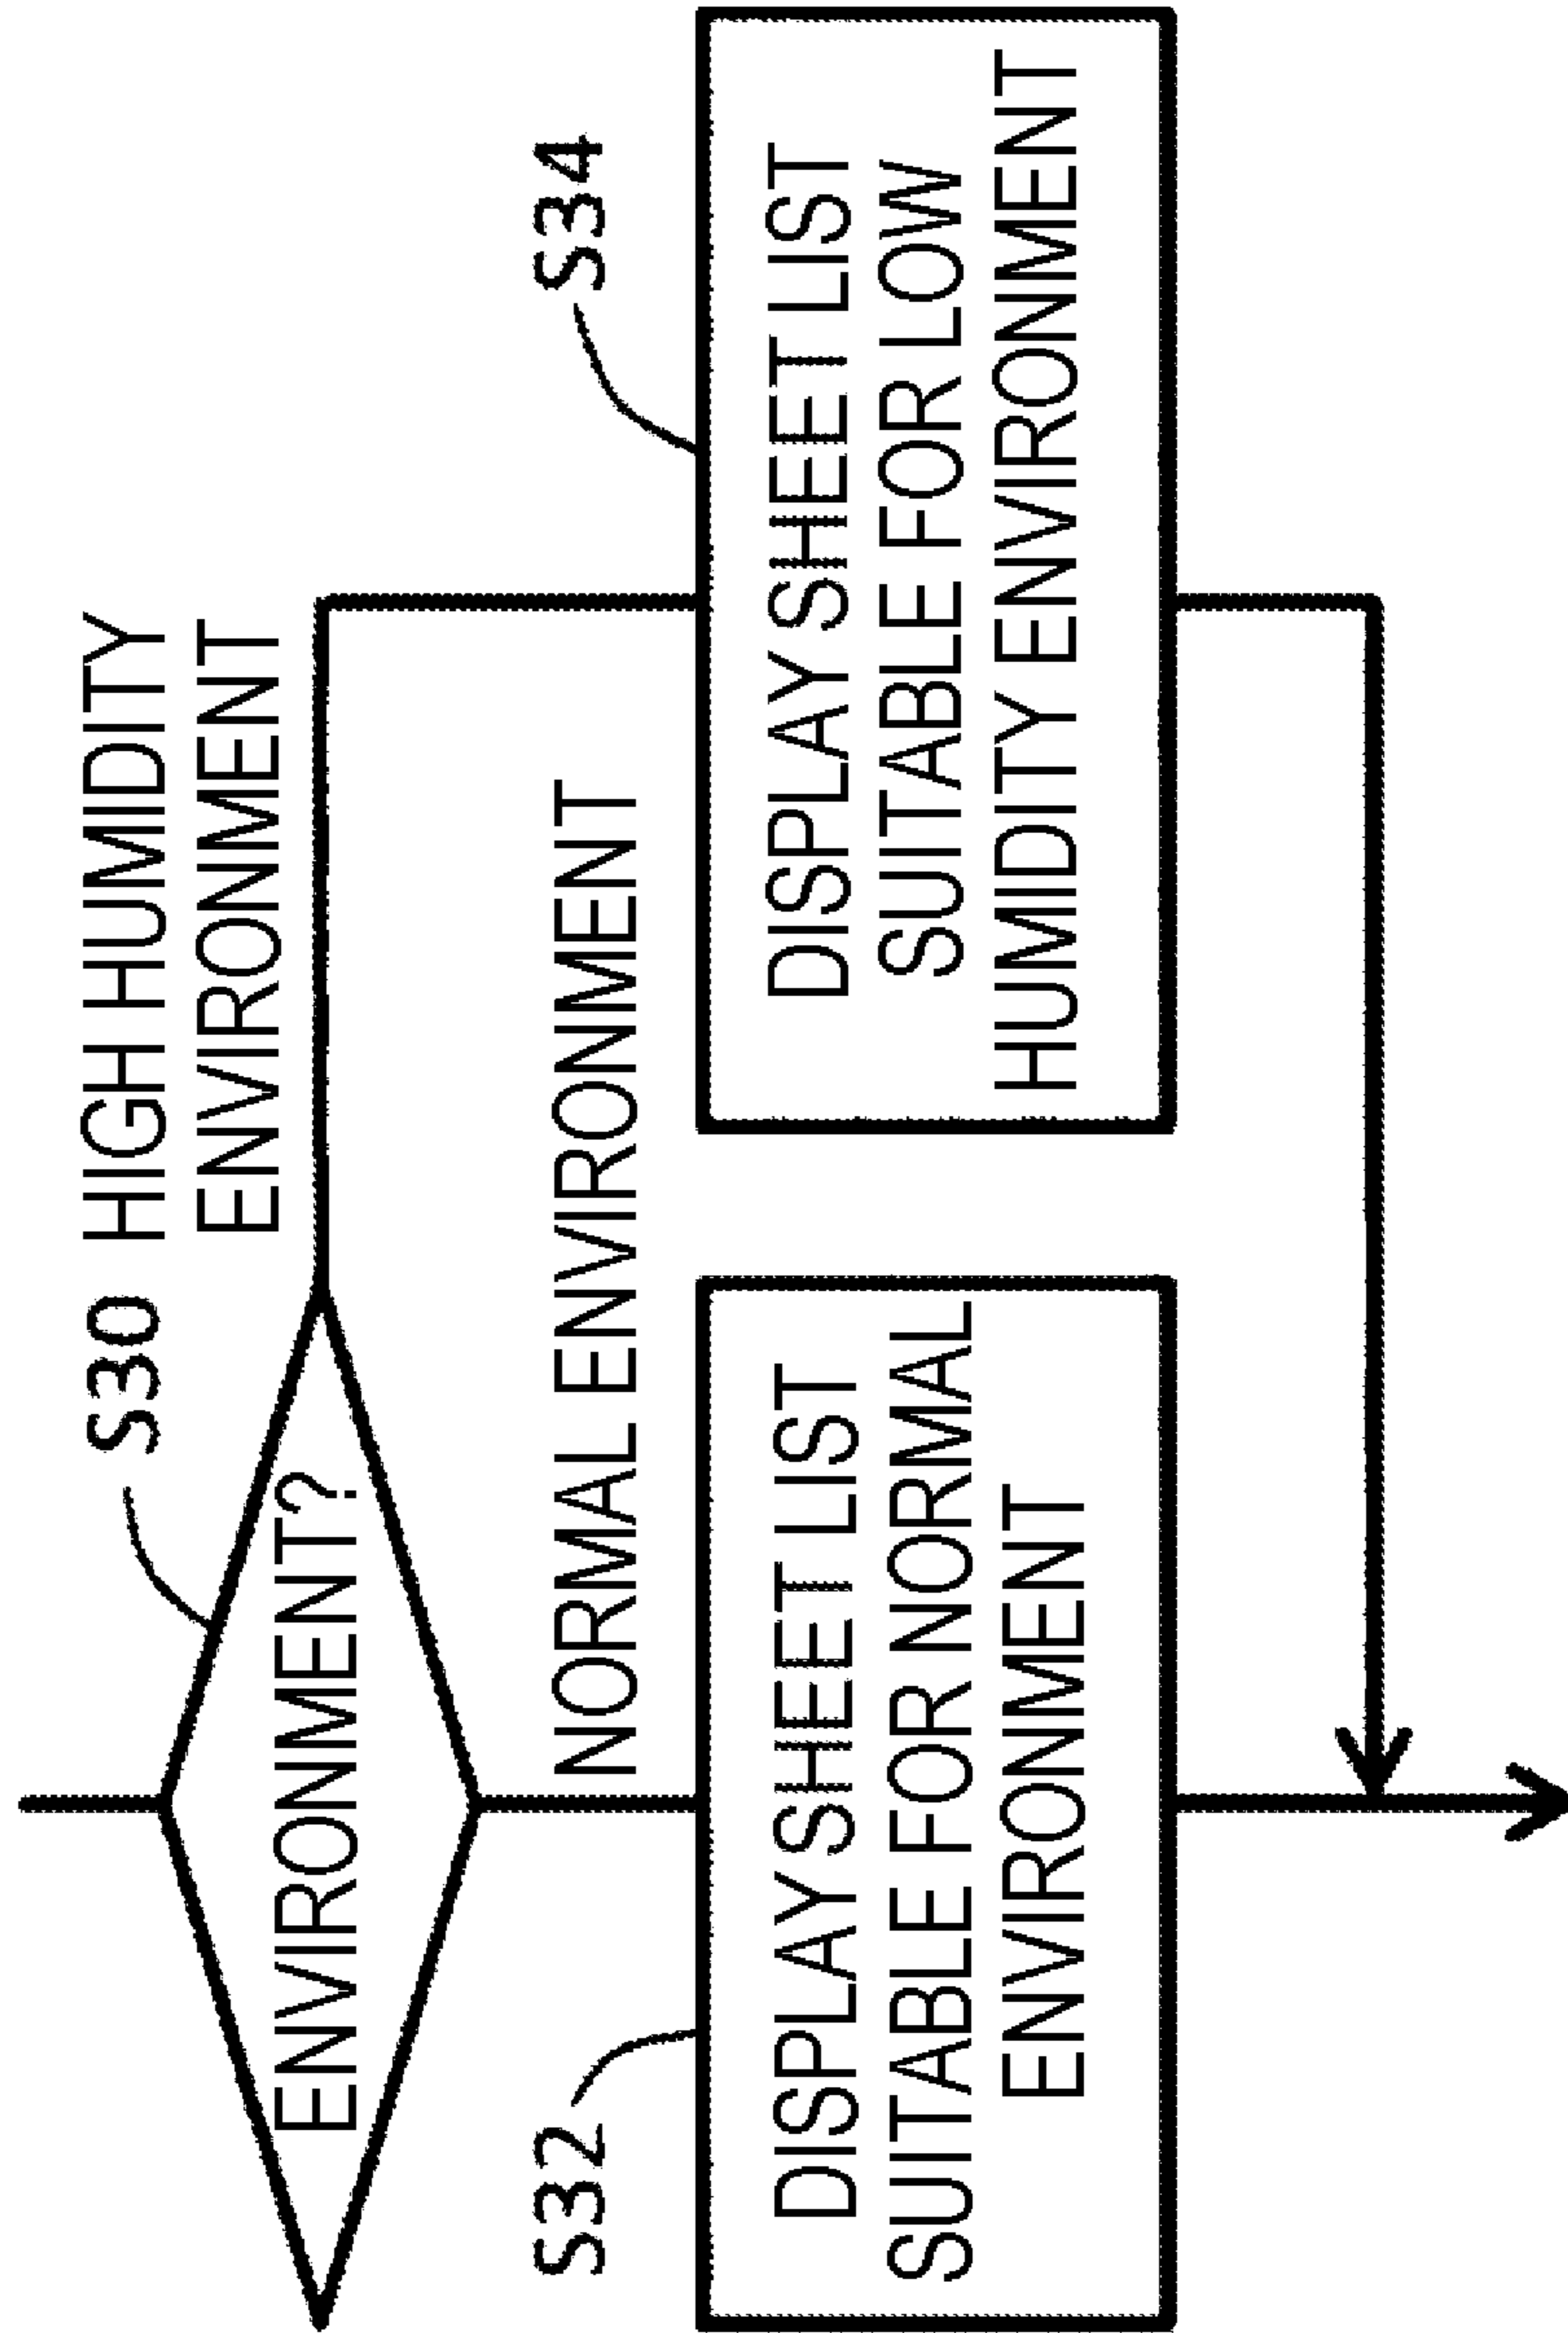 S30
HIGH HUMIDITY
ENVIRONMENT
ENVIRONMENT?
NORMAL ENVIRONMENT
S32
S34
DISPLAY SHEET LIST
SUITABLE FOR NORMAL
ENVIRONMENT
DISPLAY SHEET LIST
SUITABLE FOR LOW
HUMIDITY ENVIRONMENT